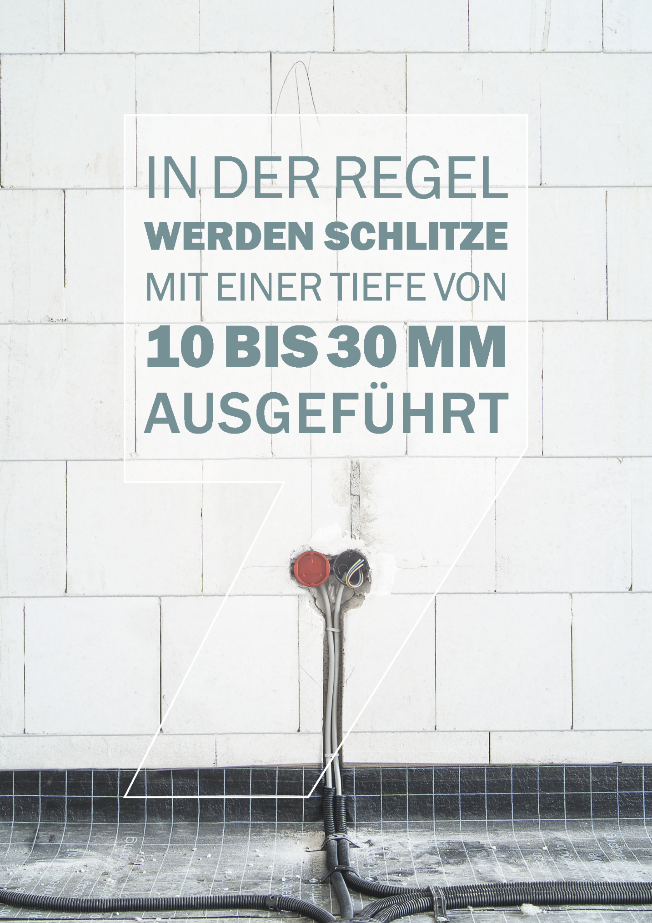 IN DER REGEL
WERDEN SCHLITZE
MIT EINER TIEFE VON
10 BIS 30 MM
AUSGEFÜHRT